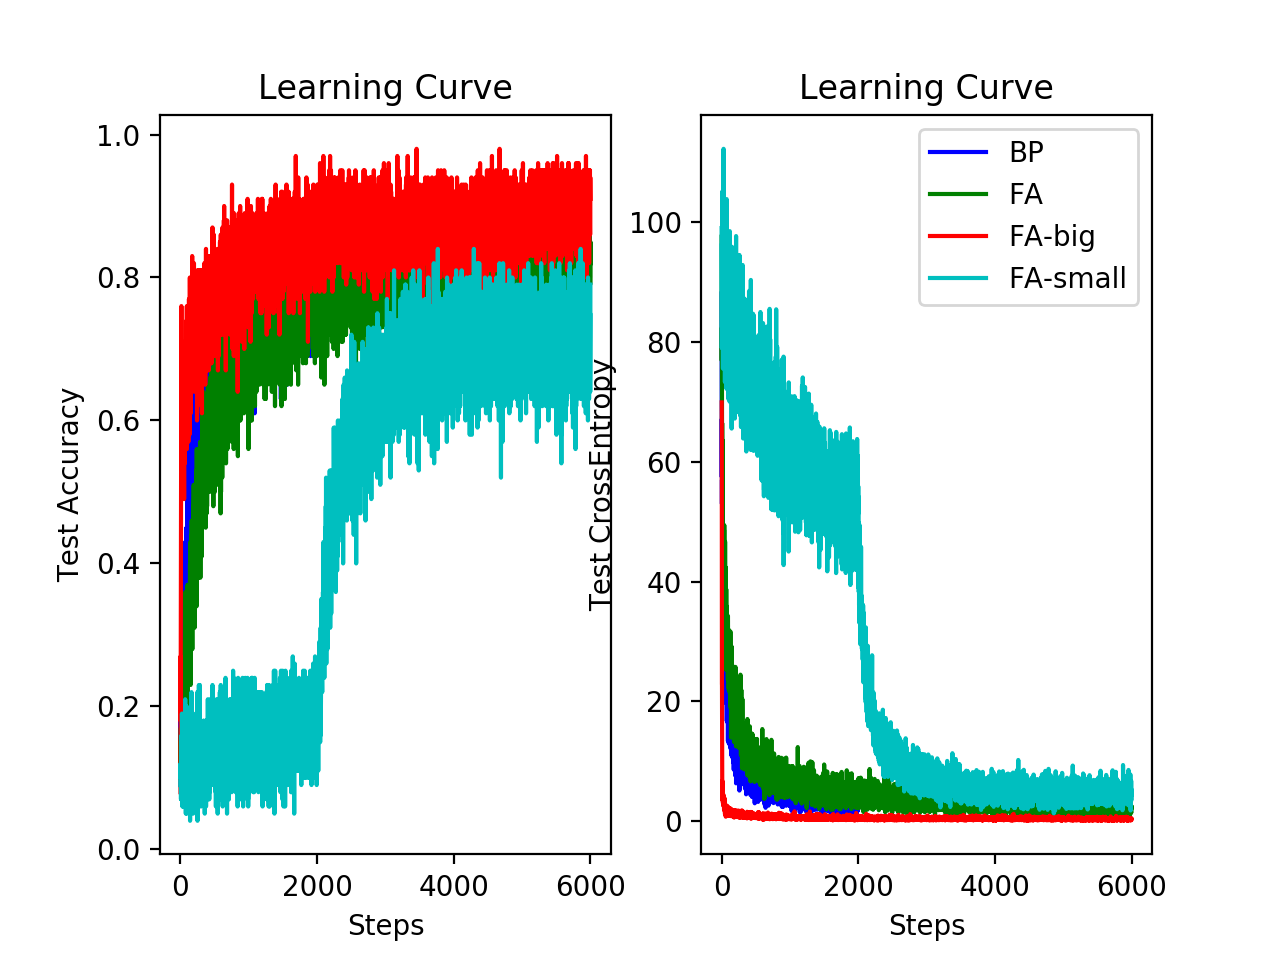 Learning Curve
Test Accuracy
1.0
0.8
0.6
0.4
0.2
0.0
0 2000 4000 6000
Steps
Learning Curve
Test CrossEntropy
100
80
60
40
20
0
0 2000 4000 6000
Steps
BP
FA
FA-big
FA-small